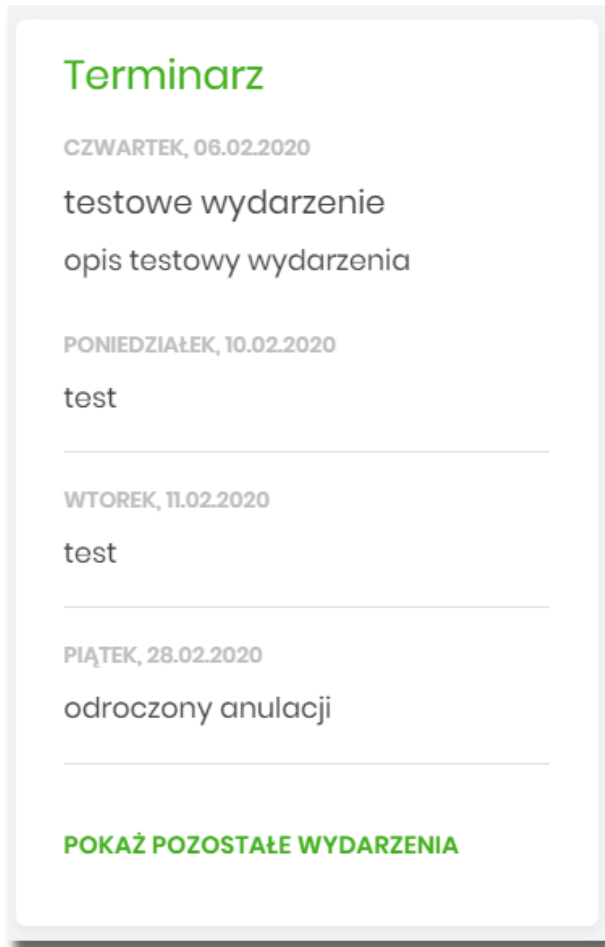 Terminarz
CZWARTEK, 06.02.2020
testowe wydarzenie
opis testowy wydarzenia
PONIEDZIAŁEK, 10.02.2020
test
WTOREK, 11.02.2020
test
PIĄTEK, 28.02.2020
odroczony anulacji
POKAŻ POZOSTAŁE WYDARZENIA